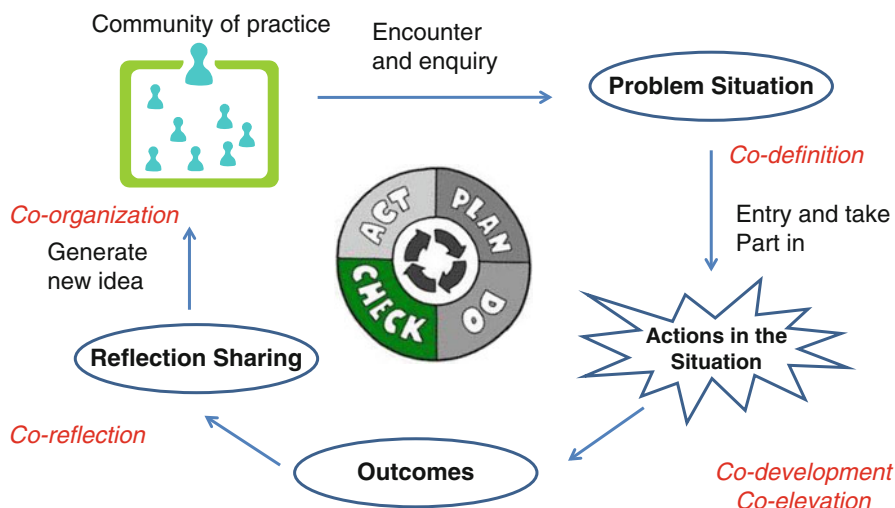 Community of practice
Encounter
and enquiry
Problem Situation
Co-definition
Entry and take
Part in
Actions in the
Situation
Co-development
Co-elevation
Outcomes
Co-reflection
Reflection Sharing
Generate
new idea
Co-organization
ACT
PLAN
DO
CHECK